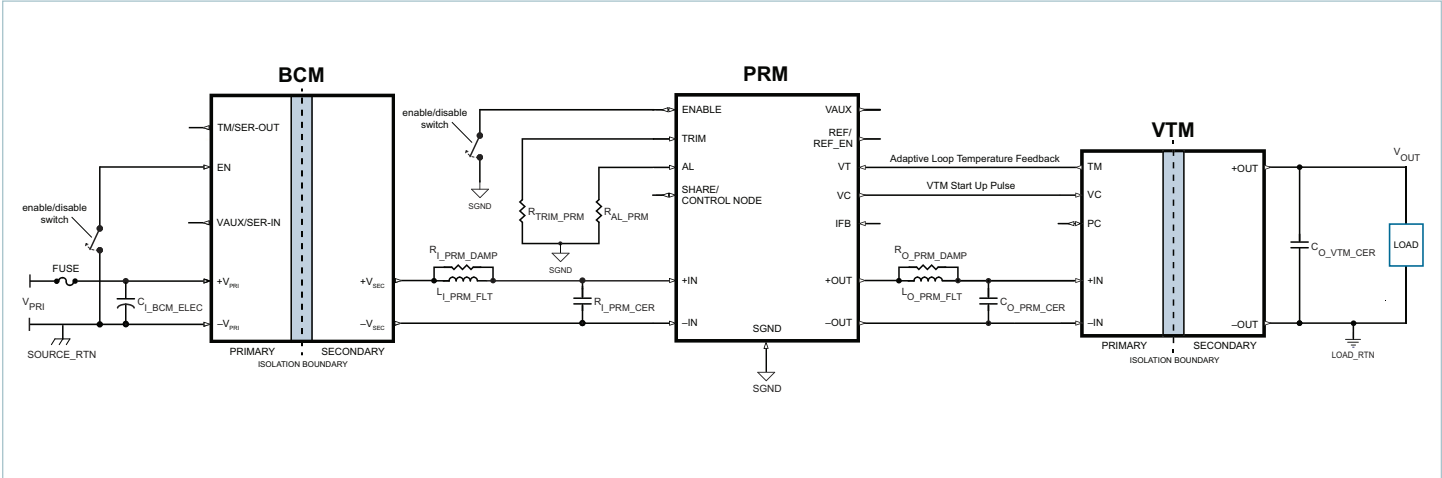 BCM
TM/SER-OUT
EN
VAUX/SER-IN
enable/disable
switch
FUSE
V_PRI
C_I_BCM_ELEC
SOURCE_RTN
+V_PRI
–V_PRI
+V_SEC
–V_SEC
PRIMARY
SECONDARY
ISOLATION BOUNDARY
R_I_PRM_DAMP
L_I_PRM_FLT
R_I_PRM_CER
enable/disable
switch
SGND
R_TRIM_PRM
R_AL_PRM
SGND
PRM
ENABLE
TRIM
AL
SHARE/
CONTROL NODE
+IN
–IN
VAUX
REF/
REF_EN
VT
VC
IFB
+OUT
–OUT
SGND
SGND
Adaptive Loop Temperature Feedback
VTM Start Up Pulse
R_O_PRM_DAMP
L_O_PRM_FLT
C_O_PRM_CER
VTM
TM
VC
PC
+IN
–IN
+OUT
–OUT
PRIMARY
SECONDARY
ISOLATION BOUNDARY
C_O_VTM_CER
V_OUT
LOAD
LOAD_RTN